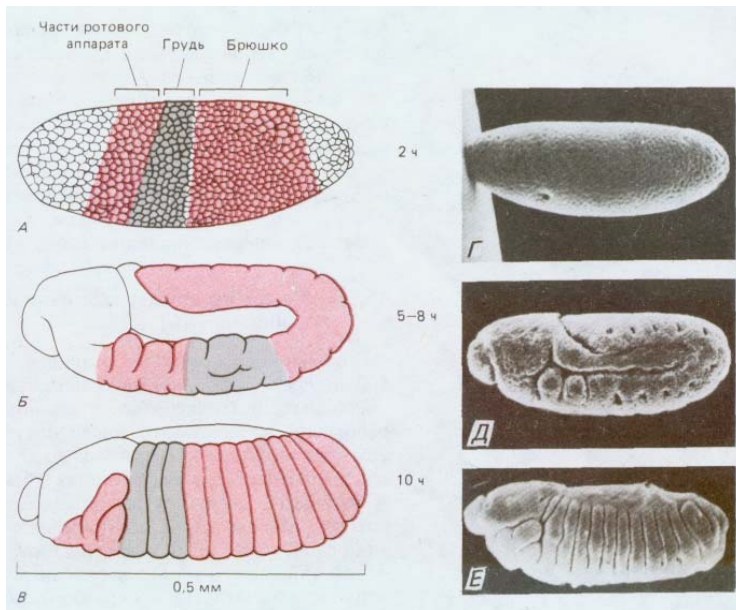 Части ротового
аппарата
Грудь
Брюшко
А
2 ч
Г
Б
5–8 ч
Д
10 ч
В
0,5 мм
Е